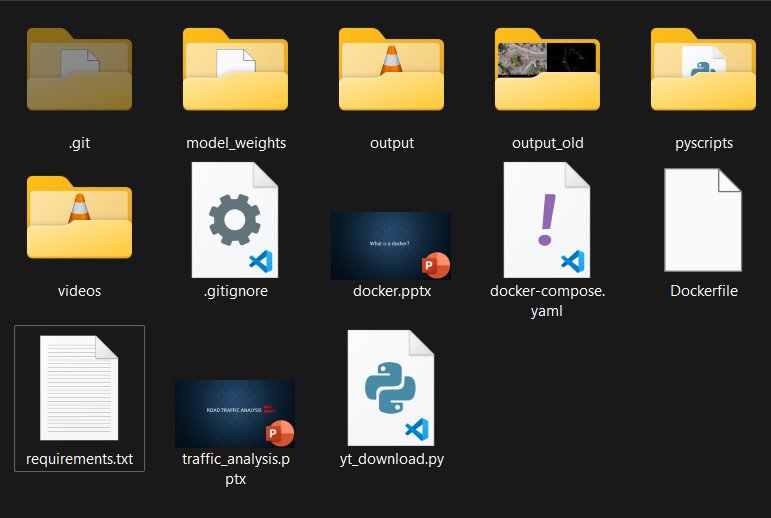 .git
model_weights
output
output_old
pyscripts
videos
.gitignore
What is a docker?
P
docker.pptx
docker-compose.
yaml
Dockerfile
requirements.txt
ROAD TRAFFIC ANALYSIS
P
traffic_analysis.p
ptx
yt_download.py